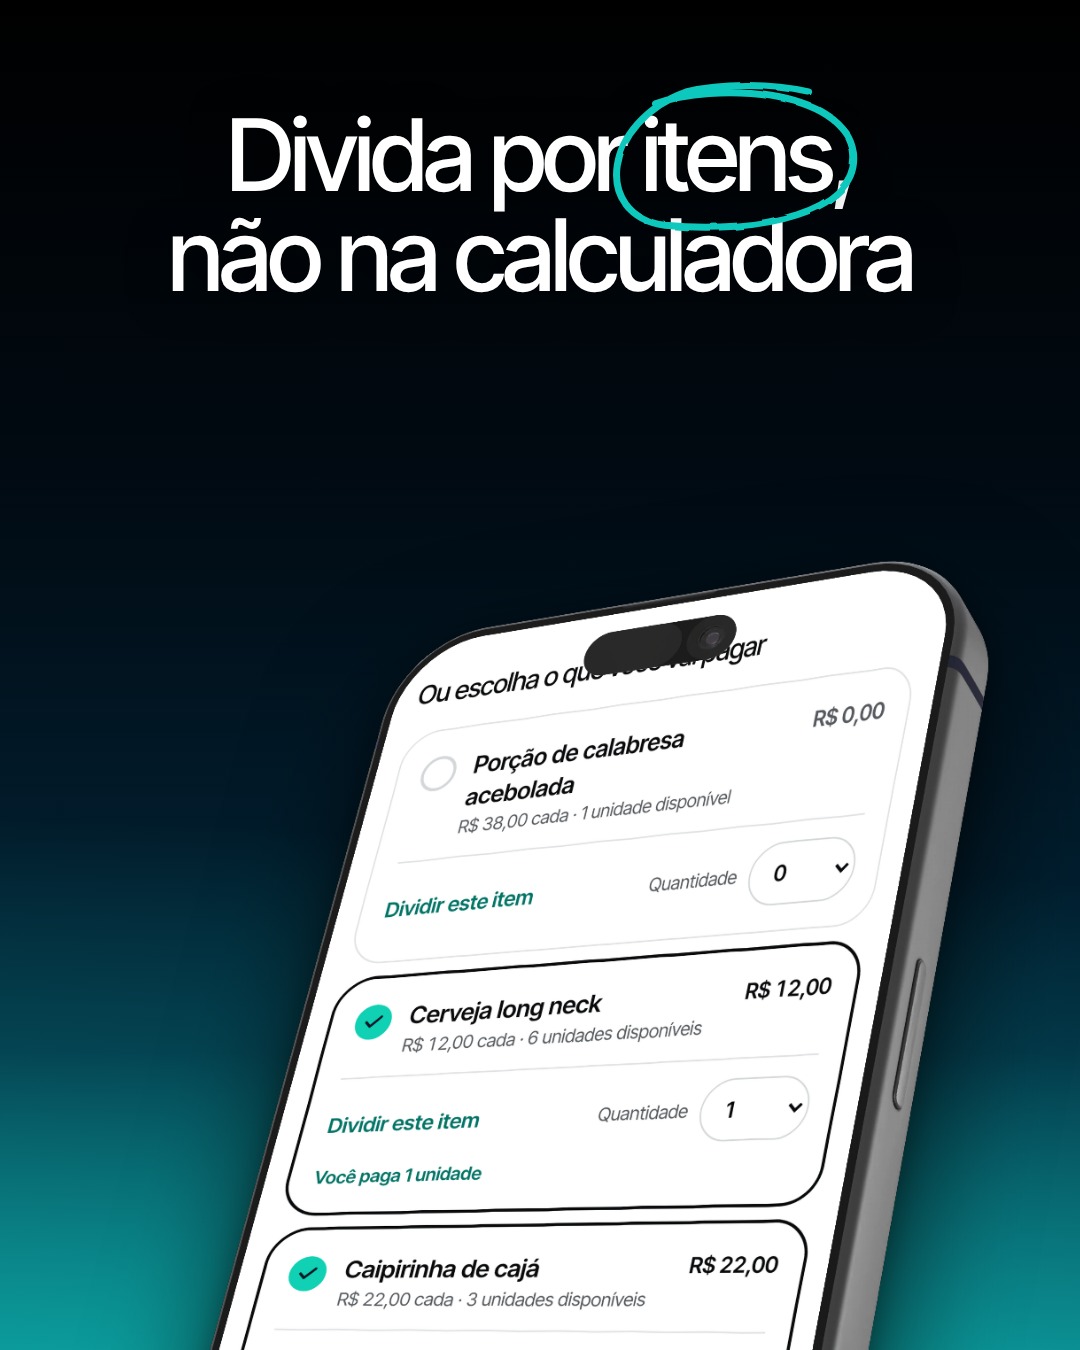 Divida por itens,
não na calculadora
Ou escolha o que você vai pagar
Porção de calabresa
acebolada
R$ 0,00
R$ 38,00 cada · 1 unidade disponível
Dividir este item
Quantidade
0
Cerveja long neck
R$ 12,00
R$ 12,00 cada · 6 unidades disponíveis
Dividir este item
Quantidade
1
Você paga 1 unidade
Caipirinha de cajá
R$ 22,00
R$ 22,00 cada · 3 unidades disponíveis